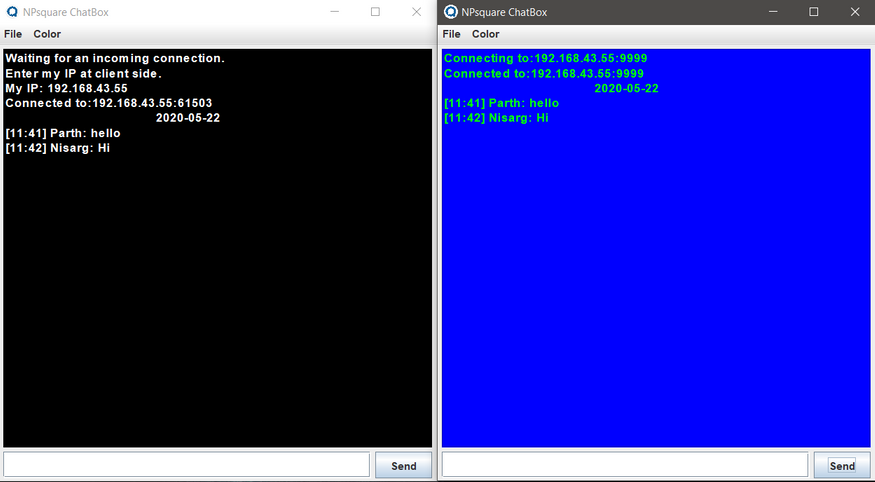 NPsquare ChatBox
File Color
Waiting for an incoming connection.
Enter my IP at client side.
My IP: 192.168.43.55
Connected to:192.168.43.55:61503
2020-05-22
[11:41] Parth: hello
[11:42] Nisarg: Hi
Send
NPsquare ChatBox
File Color
Connecting to:192.168.43.55:9999
Connected to:192.168.43.55:9999
2020-05-22
[11:41] Parth: hello
[11:42] Nisarg: Hi
Send